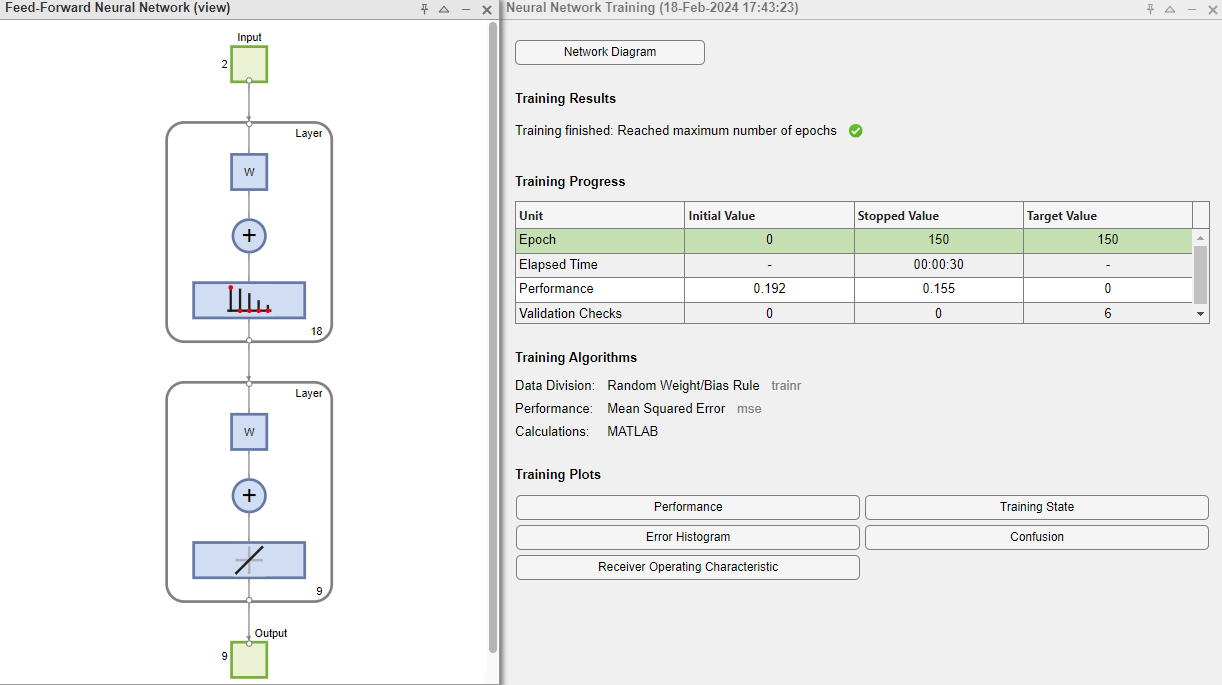 Feed-Forward Neural Network (view)
Input
2
Layer
W
+
18
Layer
W
+
9
Output
9
Neural Network Training (18-Feb-2024 17:43:23)
Network Diagram
Training Results
Training finished: Reached maximum number of epochs
Training Progress
Unit Initial Value Stopped Value Target Value
Epoch 0 150 150
Elapsed Time - 00:00:30 -
Performance 0.192 0.155 0
Validation Checks 0 0 6
Training Algorithms
Data Division: Random Weight/Bias Rule trainr
Performance: Mean Squared Error mse
Calculations: MATLAB
Training Plots
Performance Training State
Error Histogram Confusion
Receiver Operating Characteristic